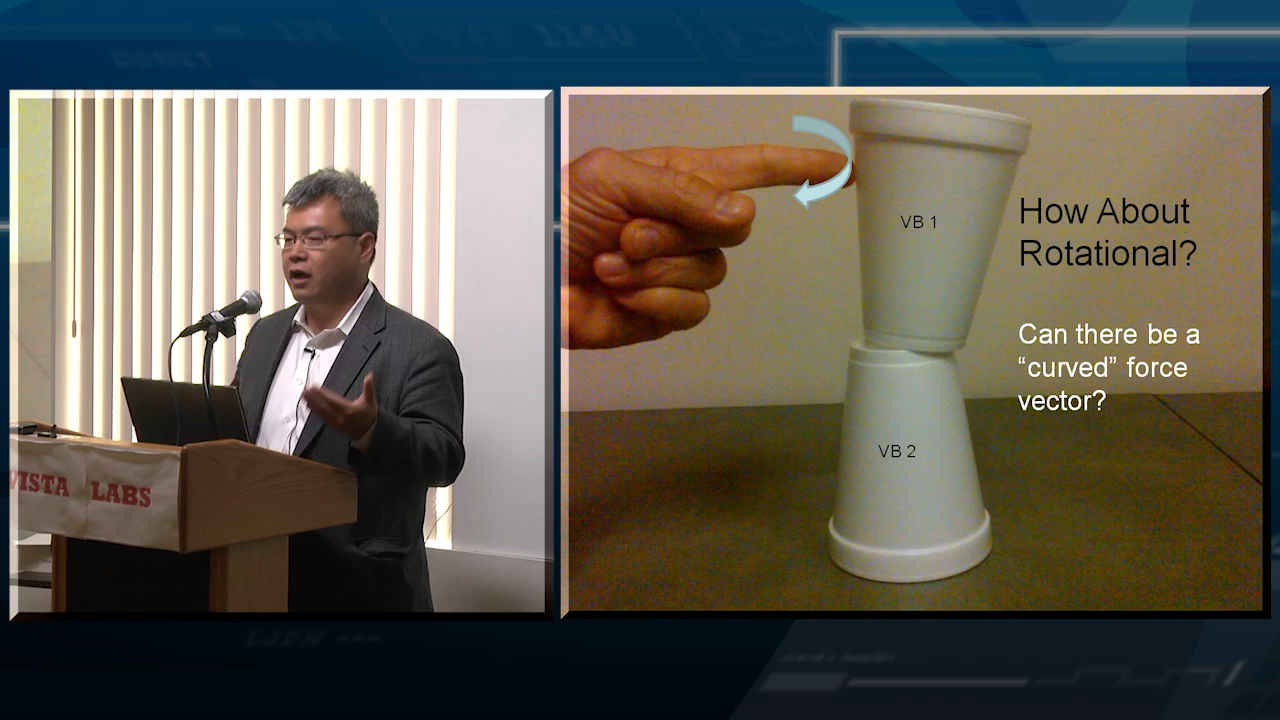 VISTA LABS
VB 1
How About
Rotational?
Can there be a
“curved” force
vector?
VB 2